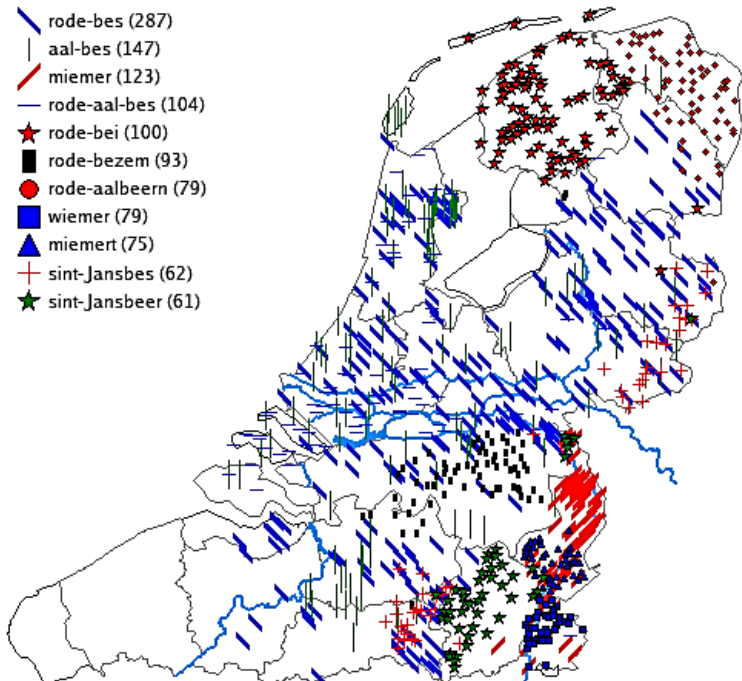 rode-bes (287)
aal-bes (147)
miemer (123)
rode-aal-bes (104)
rode-bei (100)
rode-bezem (93)
rode-aalbeern (79)
wiemer (79)
miemert (75)
sint-Jansbes (62)
sint-Jansbeer (61)